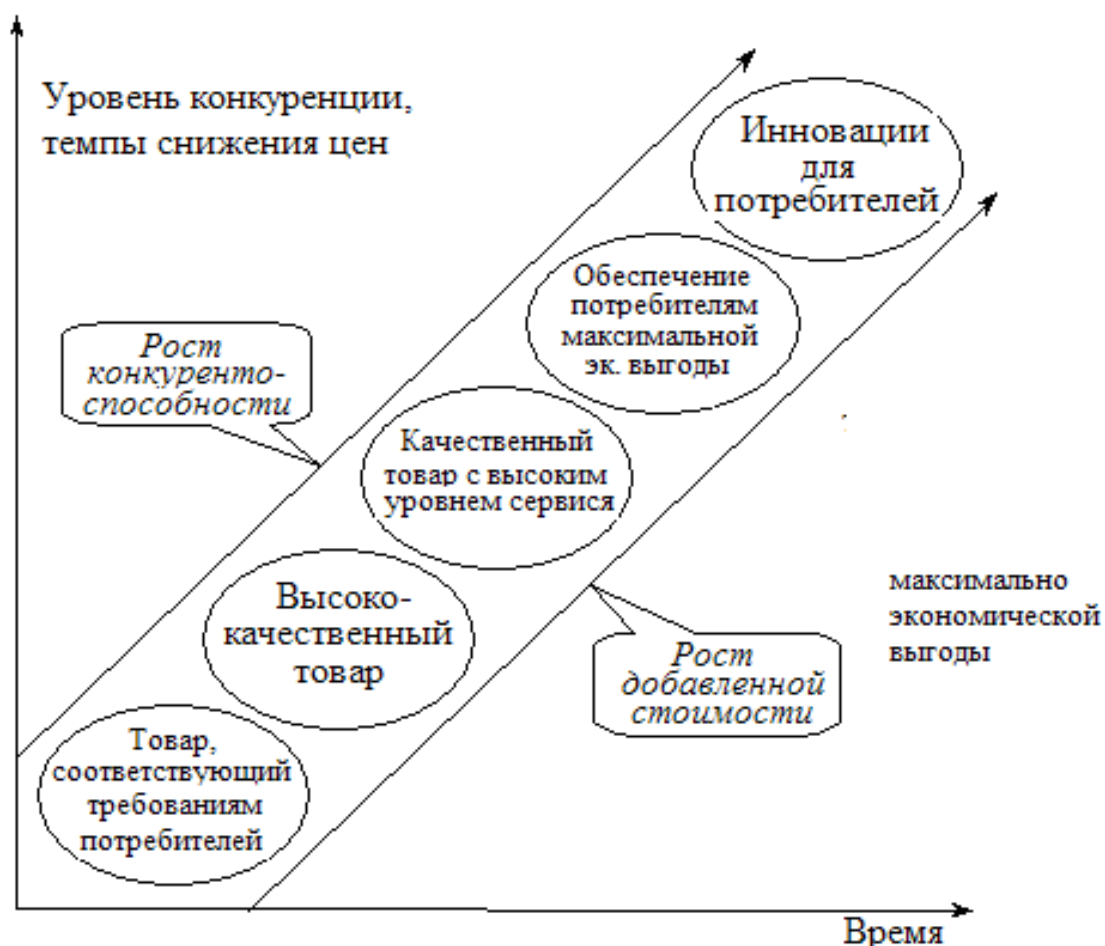 Уровень конкуренции,
темпы снижения цен
Инновации
для
потребителей
Обеспечение
потребителям
максимальной
эк. выгоды
Рост
конкуренто-
способности
Качественный
товар с высоким
уровнем сервися
Высоко-
качественный
товар
максимально
экономической
выгоды
Рост
добавленной
стоимости
Товар,
соответствующий
требованиям
потребителей
Время